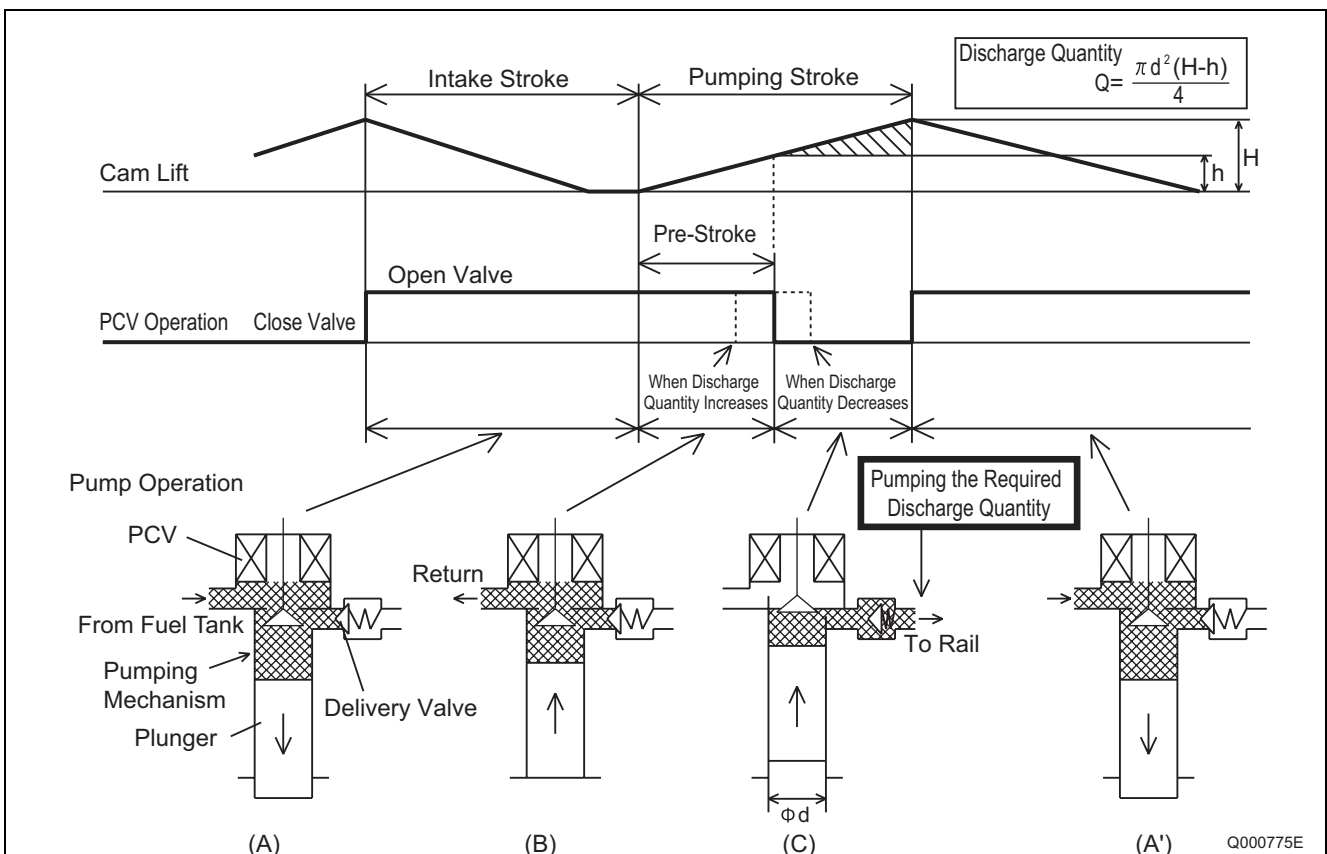 Discharge Quantity
Q= πd²(H-h)
4
Intake Stroke
Pumping Stroke
Cam Lift
h
H
Pre-Stroke
Open Valve
PCV Operation
Close Valve
When Discharge
Quantity Increases
When Discharge
Quantity Decreases
Pump Operation
Pumping the Required
Discharge Quantity
PCV
Return
From Fuel Tank
To Rail
Pumping
Mechanism
Delivery Valve
Plunger
Φd
(A)
(B)
(C)
(A')
Q000775E